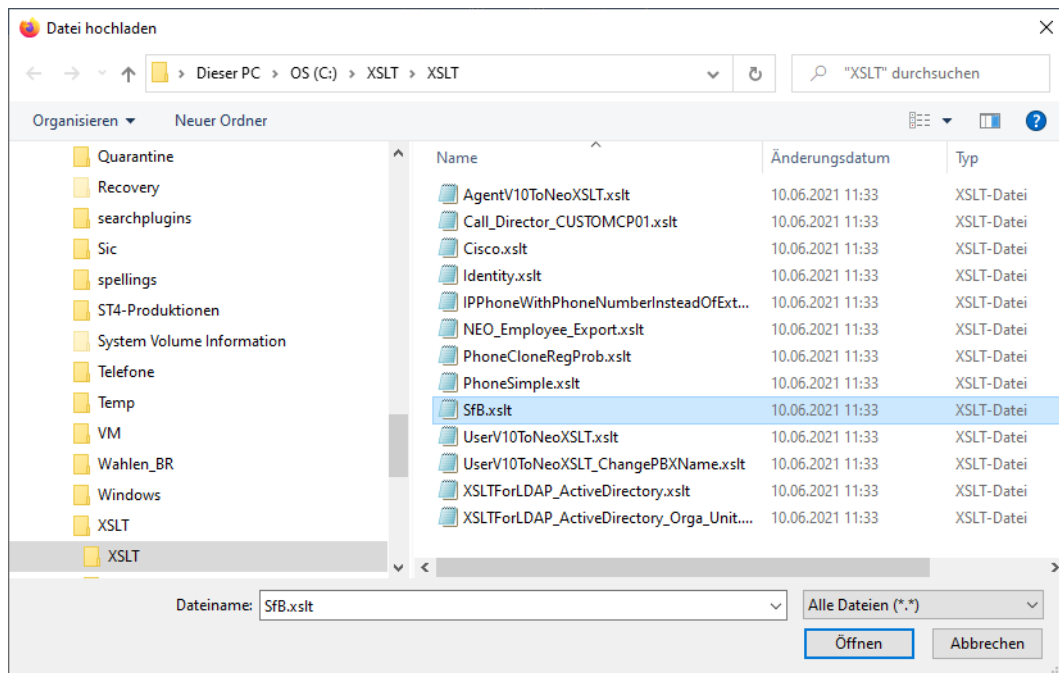 Datei hochladen
Dieser PC > OS (C:) > XSLT > XSLT
"XSLT" durchsuchen
Organisieren
Neuer Ordner
Quarantine
Recovery
searchplugins
Sic
spellings
ST4-Produktionen
System Volume Information
Telefone
Temp
VM
Wahlen_BR
Windows
XSLT
XSLT
Name Änderungsdatum Typ
AgentV10ToNeoXSLT.xslt 10.06.2021 11:33 XSLT-Datei
Call_Director_CUSTOMCP01.xslt 10.06.2021 11:33 XSLT-Datei
Cisco.xslt 10.06.2021 11:33 XSLT-Datei
Identity.xslt 10.06.2021 11:33 XSLT-Datei
IPPhoneWithPhoneNumberInsteadOfExt... 10.06.2021 11:33 XSLT-Datei
NEO_Employee_Export.xslt 10.06.2021 11:33 XSLT-Datei
PhoneCloneRegProb.xslt 10.06.2021 11:33 XSLT-Datei
PhoneSimple.xslt 10.06.2021 11:33 XSLT-Datei
SfB.xslt 10.06.2021 11:33 XSLT-Datei
UserV10ToNeoXSLT.xslt 10.06.2021 11:33 XSLT-Datei
UserV10ToNeoXSLT_ChangePBXName.xslt 10.06.2021 11:33 XSLT-Datei
XSLTForLDAP_ActiveDirectory.xslt 10.06.2021 11:33 XSLT-Datei
XSLTForLDAP_ActiveDirectory_Orga_Unit.... 10.06.2021 11:33 XSLT-Datei
Dateiname: SfB.xslt
Alle Dateien (*.*)
Öffnen
Abbrechen